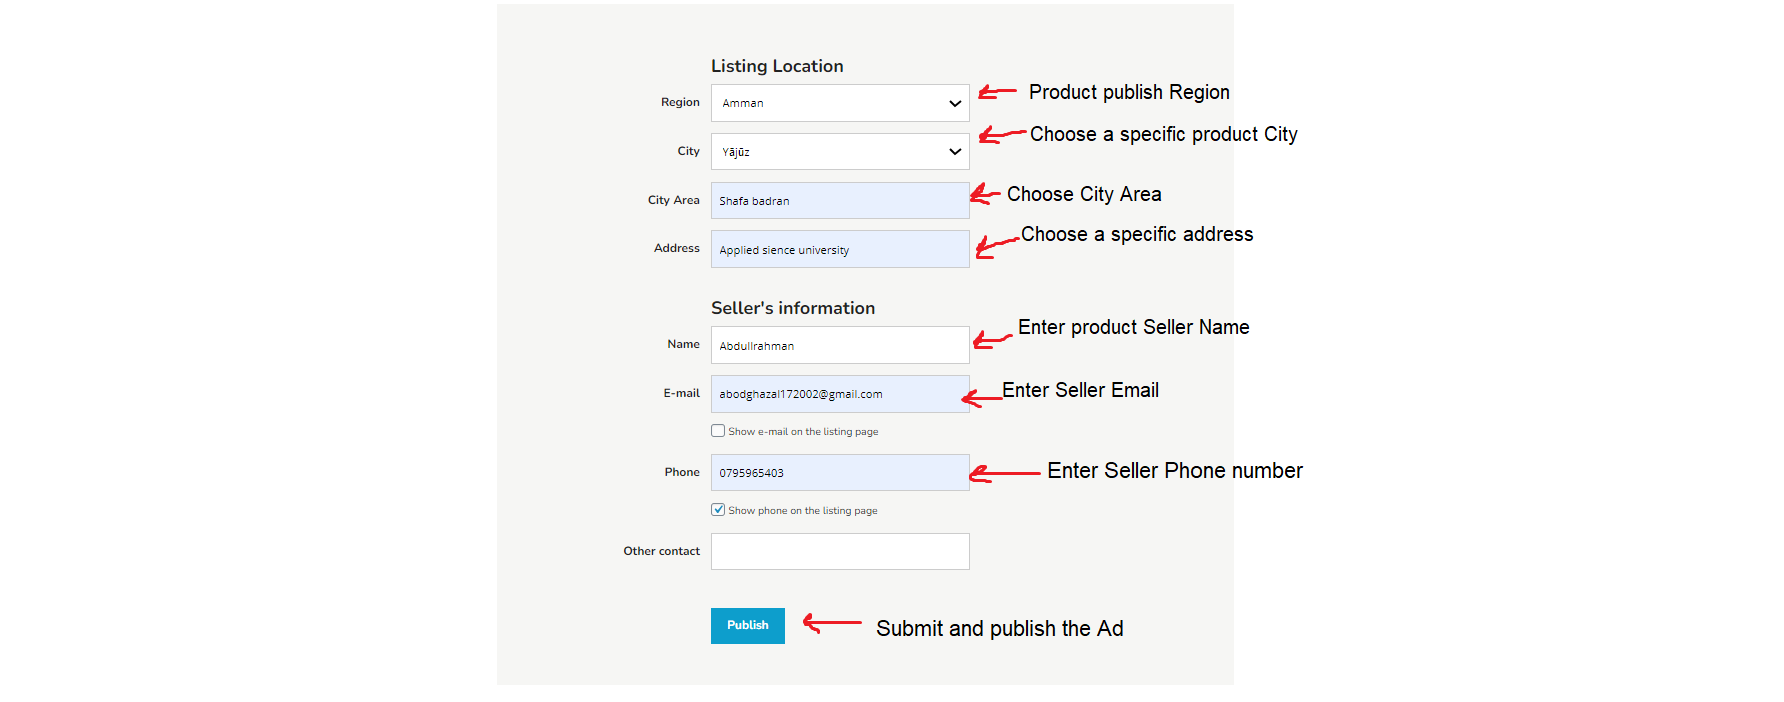 Listing Location
Region Amman Product publish Region
City Yājūz Choose a specific product City
City Area Shafa badran Choose City Area
Address Applied sience university Choose a specific address
Seller's information
Name Abdullrahman Enter product Seller Name
E-mail abodghazal172002@gmail.com Enter Seller Email
Show e-mail on the listing page
Phone 0795965403 Enter Seller Phone number
Show phone on the listing page
Other contact
Publish Submit and publish the Ad